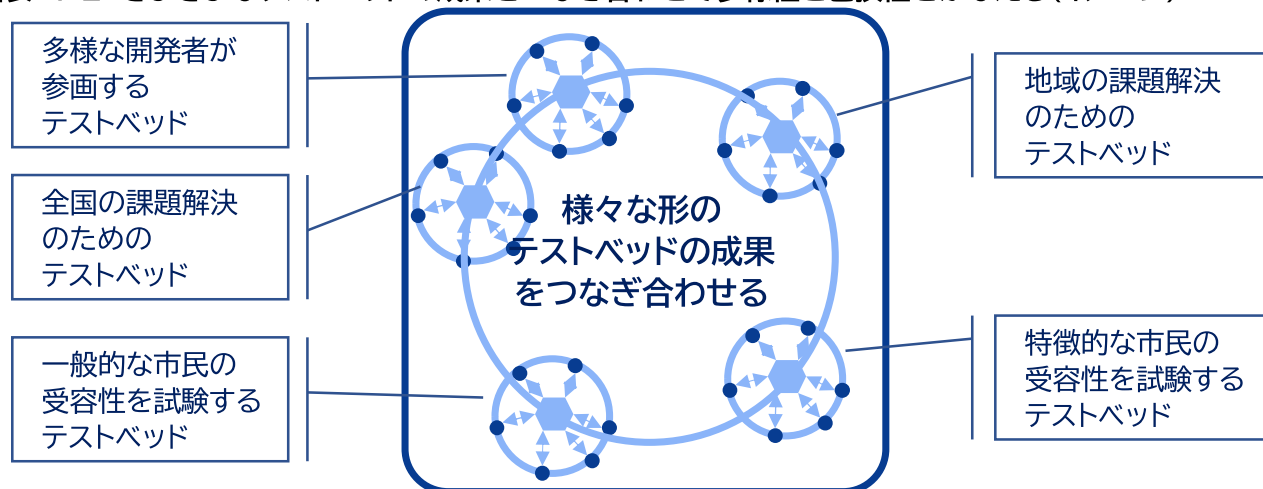 多様な開発者が
参画する
テストベッド
全国の課題解決
のための
テストベッド
一般的な市民の
受容性を試験する
テストベッド
様々な形の
テストベッドの成果
をつなぎ合わせる
地域の課題解決
のための
テストベッド
特徴的な市民の
受容性を試験する
テストベッド